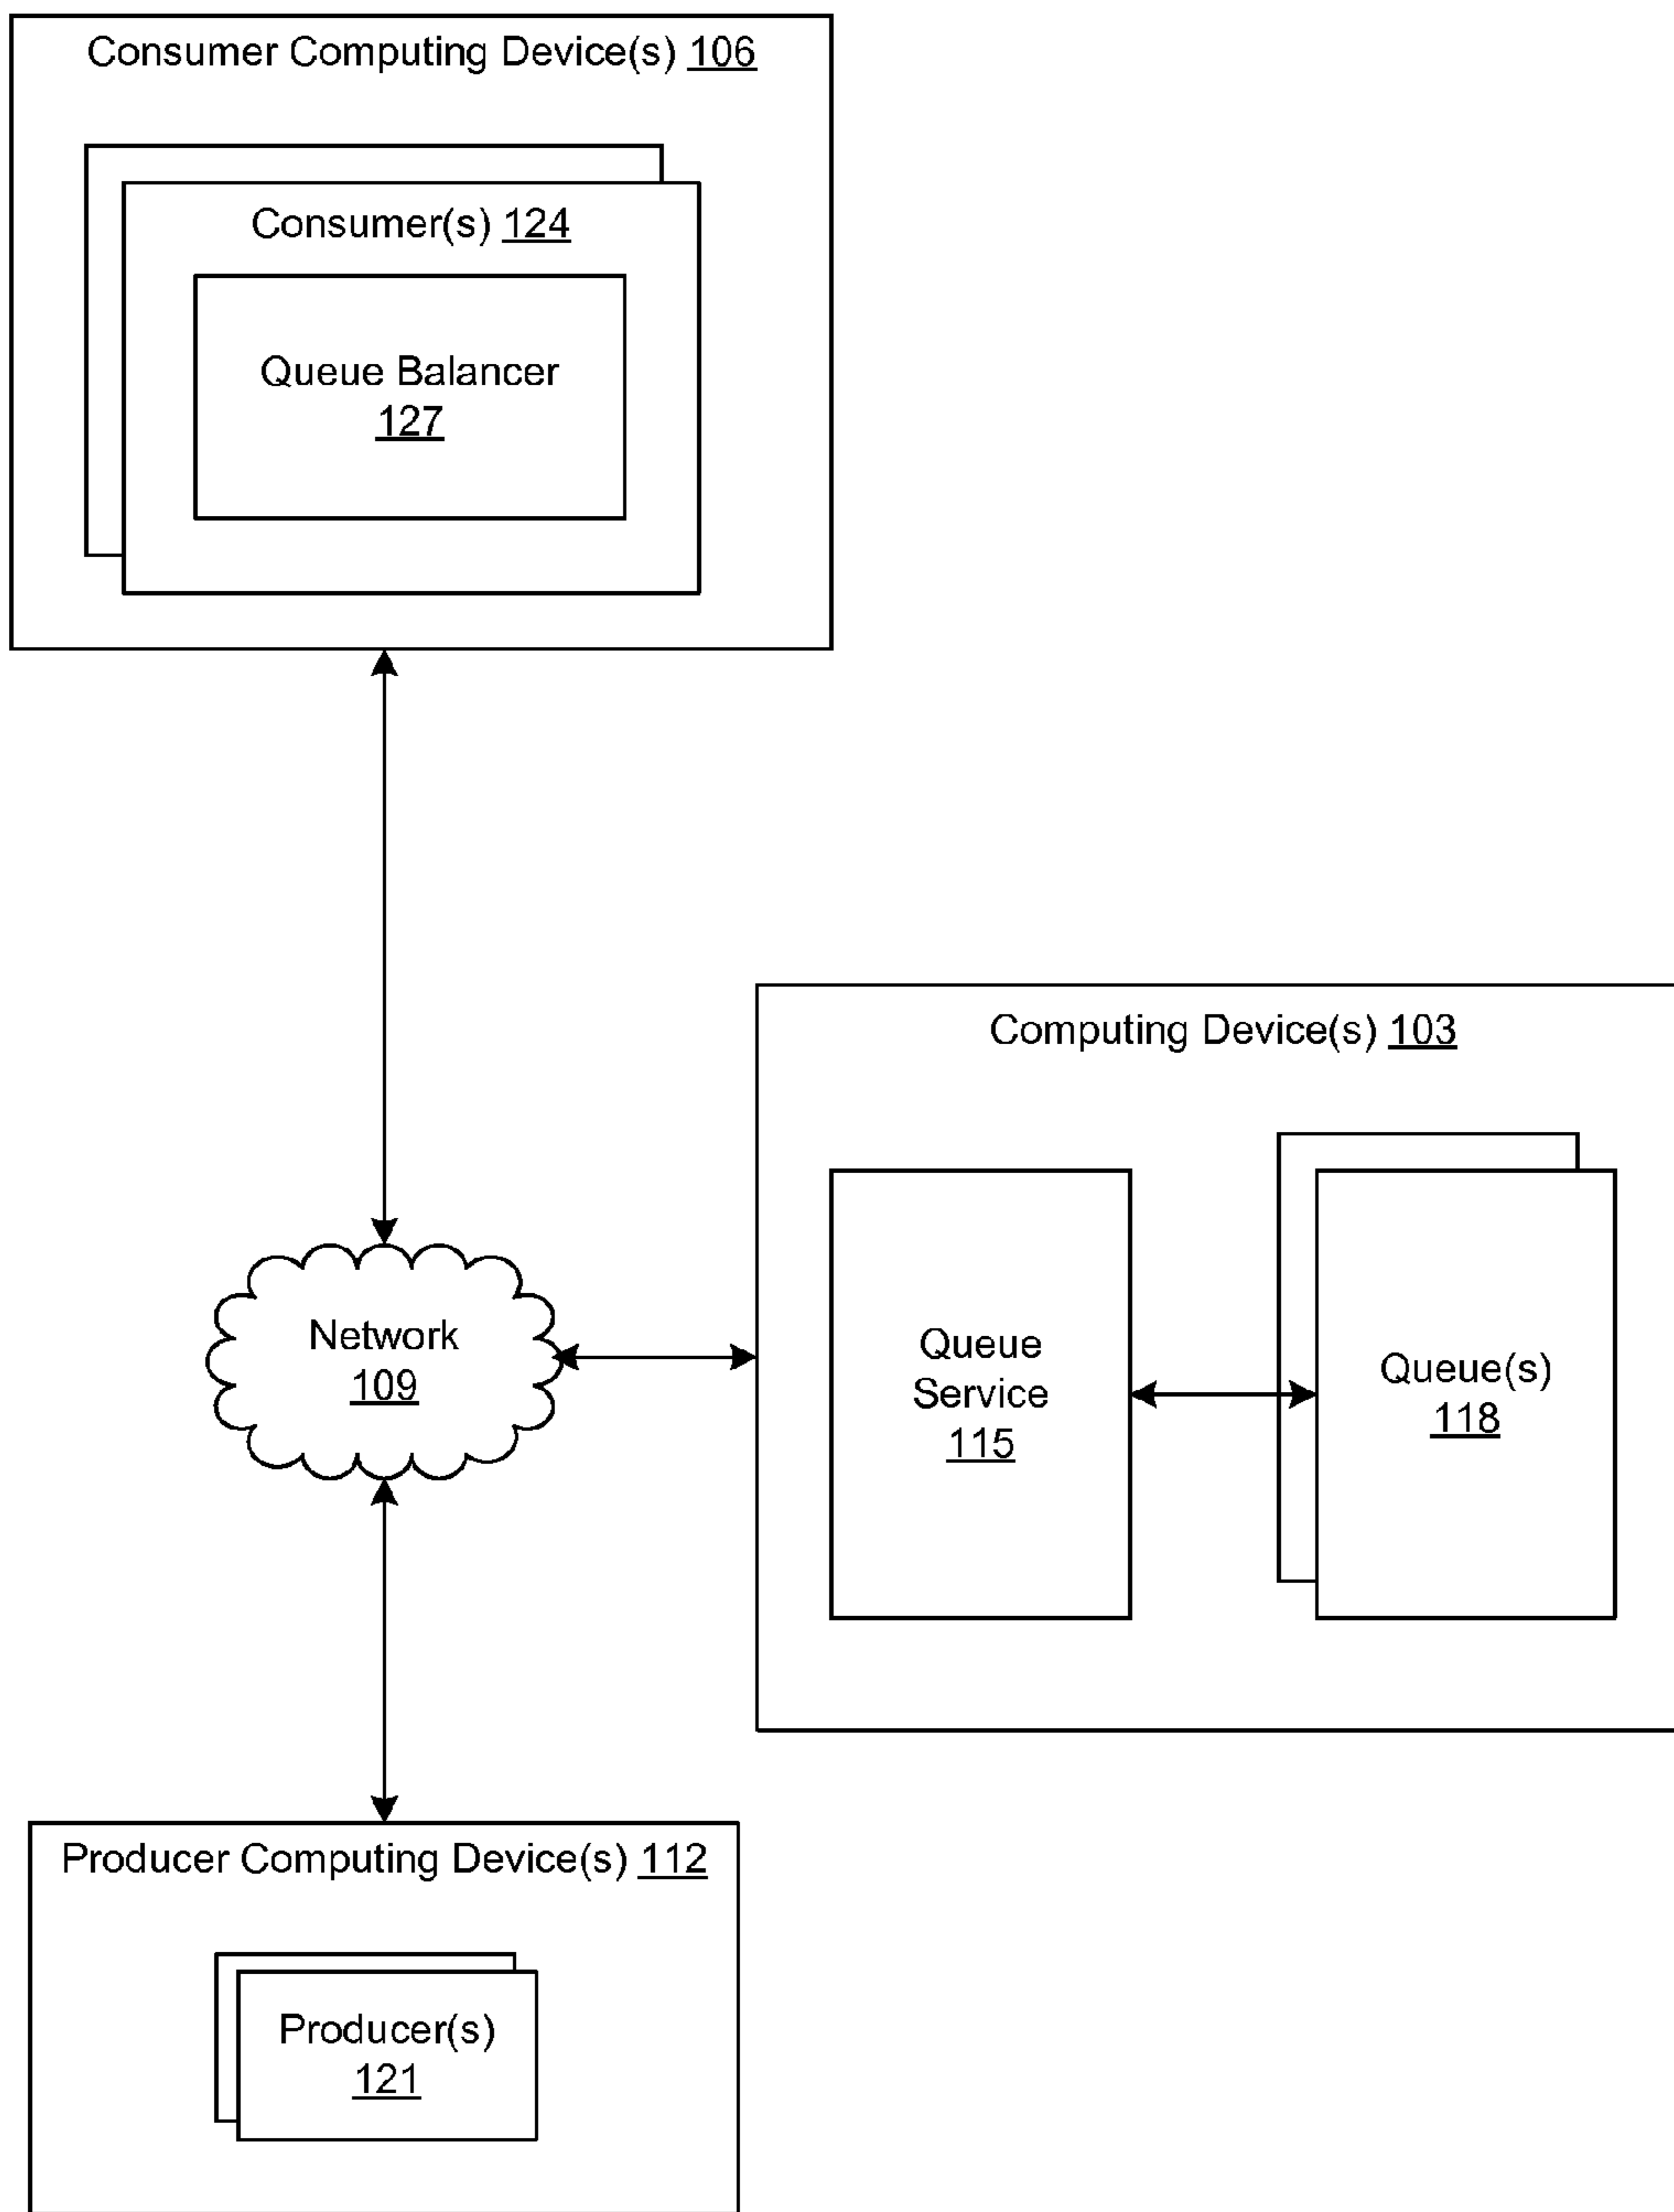 Consumer Computing Device(s) 106
Consumer(s) 124
Queue Balancer
127
Computing Device(s) 103
Network
109
Queue
Service
115
Queue(s)
118
Producer Computing Device(s) 112
Producer(s)
121